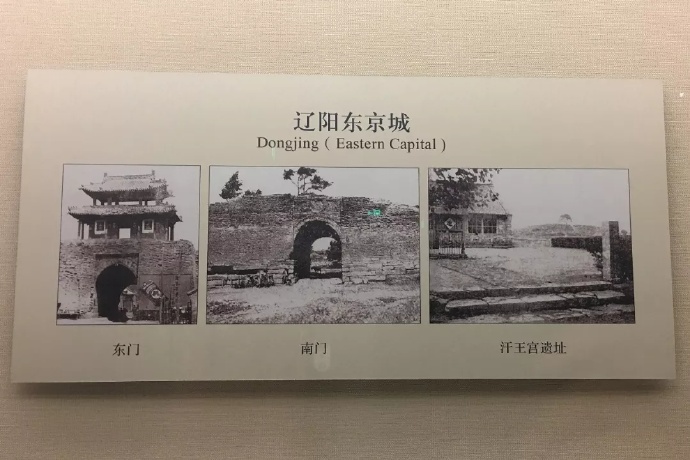 辽阳东京城
Dongjing ( Eastern Capital )
东门
南门
汗王宫遗址